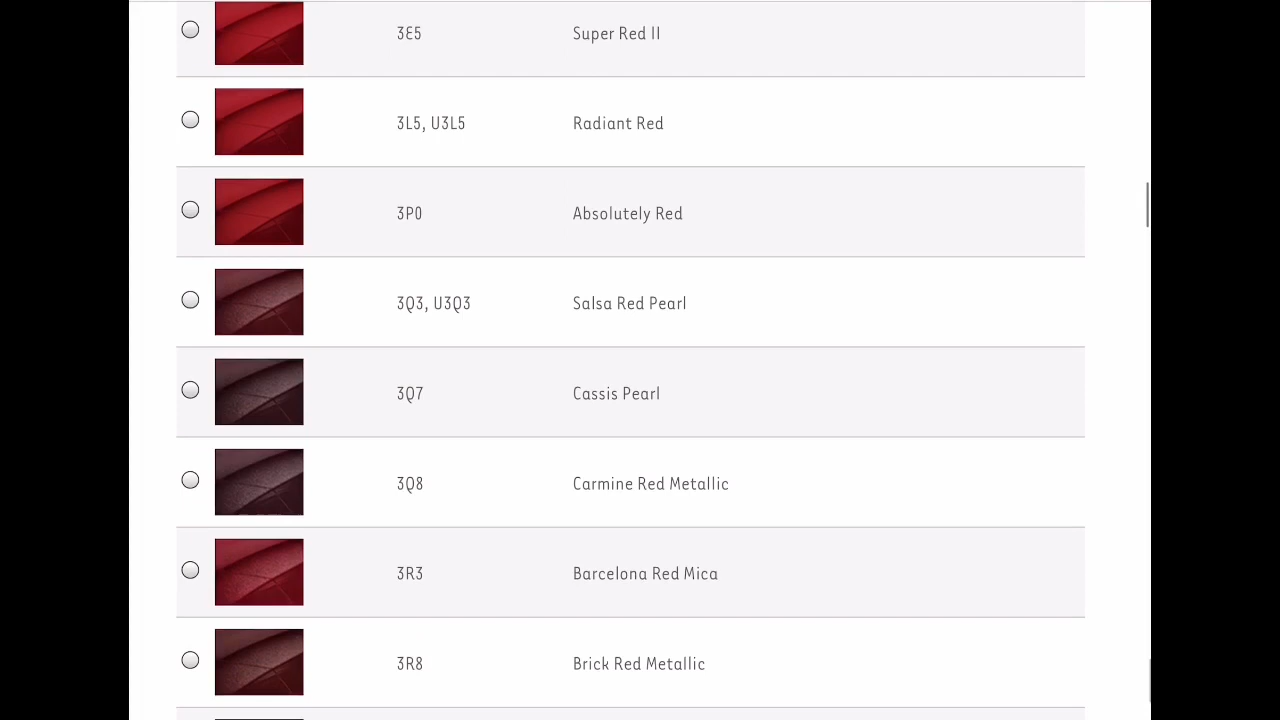 3E5 Super Red II
3L5, U3L5 Radiant Red
3P0 Absolutely Red
3Q3, U3Q3 Salsa Red Pearl
3Q7 Cassis Pearl
3Q8 Carmine Red Metallic
3R3 Barcelona Red Mica
3R8 Brick Red Metallic